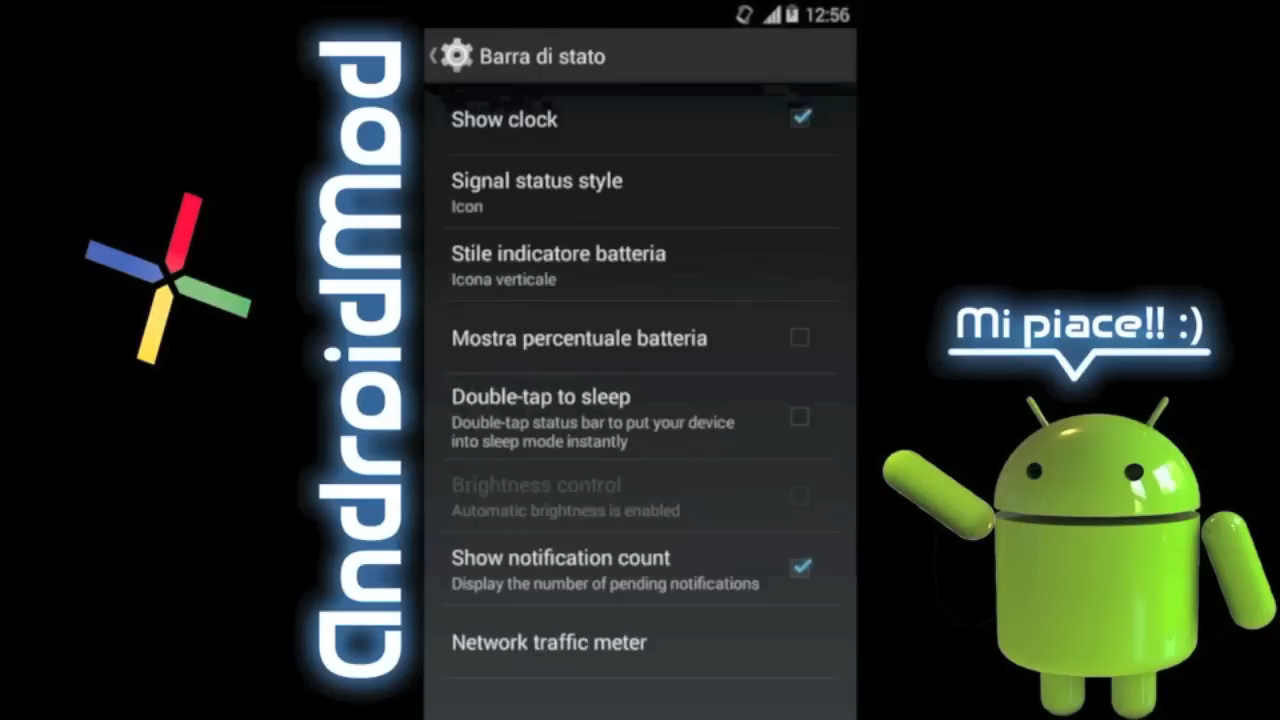 12:56
AndroidMod
Barra di stato
Show clock
Signal status style
Icon
Stile indicatore batteria
Icona verticale
Mostra percentuale batteria
Double-tap to sleep
Double-tap status bar to put your device
into sleep mode instantly
Brightness control
Automatic brightness is enabled
Show notification count
Display the number of pending notifications
Network traffic meter
Mi piace!! :)